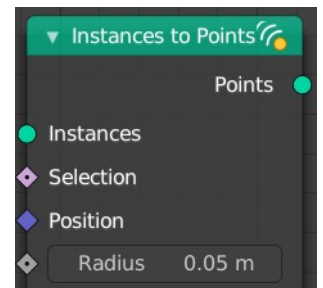 Instances to Points
Points
Instances
Selection
Position
Radius 0.05 m